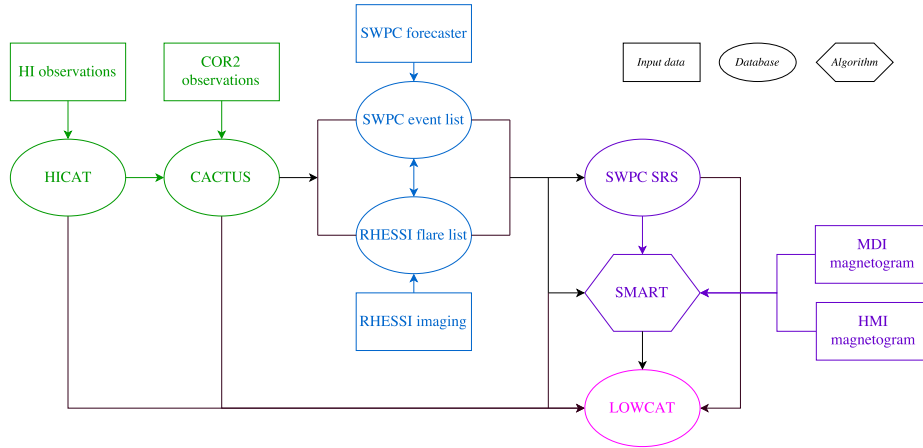 SWPC forecaster
HI observations
COR2
observations
Input data
Database
Algorithm
SWPC event list
HICAT
CACTUS
SWPC SRS
RHESSI flare list
MDI
magnetogram
SMART
RHESSI imaging
HMI
magnetogram
LOWCAT